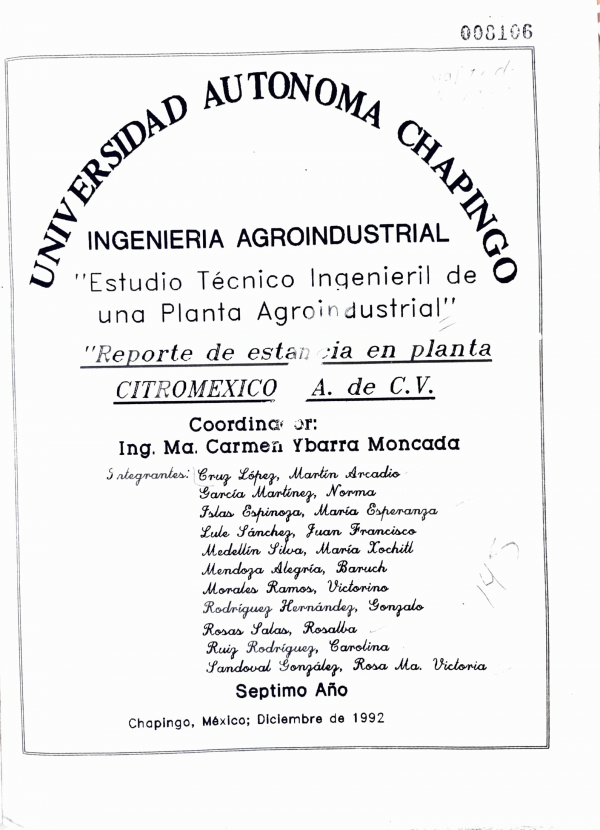 008106
UNIVERSIDAD AUTONOMA CHAPINGO
INGENIERIA AGROINDUSTRIAL
"Estudio Técnico Ingenieril de
una Planta Agroindustrial"
"Reporte de estancia en planta
CITROMEXICO A. de C.V.
Coordinador:
Ing. Ma. Carmen Ybarra Moncada
Integrantes: Cruz López, Martín Arcadio
García Martínez, Norma
Islas Espinoza, María Esperanza
Lule Sánchez, Juan Francisco
Medellín Silva, María Xochitl
Mendoza Alegría, Baruch
Morales Ramos, Victorino
Rodríguez Hernández, Gonzalo
Rosas Salas, Rosalba
Ruiz Rodríguez, Carolina
Sandoval González, Rosa Ma. Victoria
Septimo Año
Chapingo, México; Diciembre de 1992